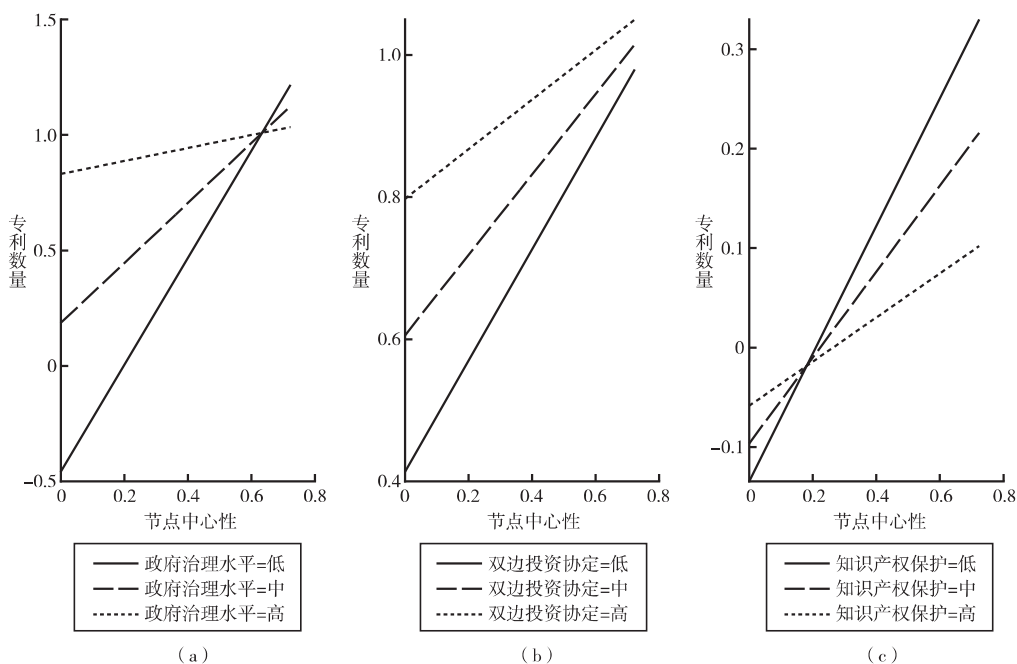 1.5
1.0
0.5
0
−0.5
专利数量
0 0.2 0.4 0.6 0.8
节点中心性
政府治理水平=低
政府治理水平=中
政府治理水平=高
（a）
1.0
0.8
0.6
0.4
专利数量
0 0.2 0.4 0.6 0.8
节点中心性
双边投资协定=低
双边投资协定=中
双边投资协定=高
（b）
0.3
0.2
0.1
0
−0.1
专利数量
0 0.2 0.4 0.6 0.8
节点中心性
知识产权保护=低
知识产权保护=中
知识产权保护=高
（c）